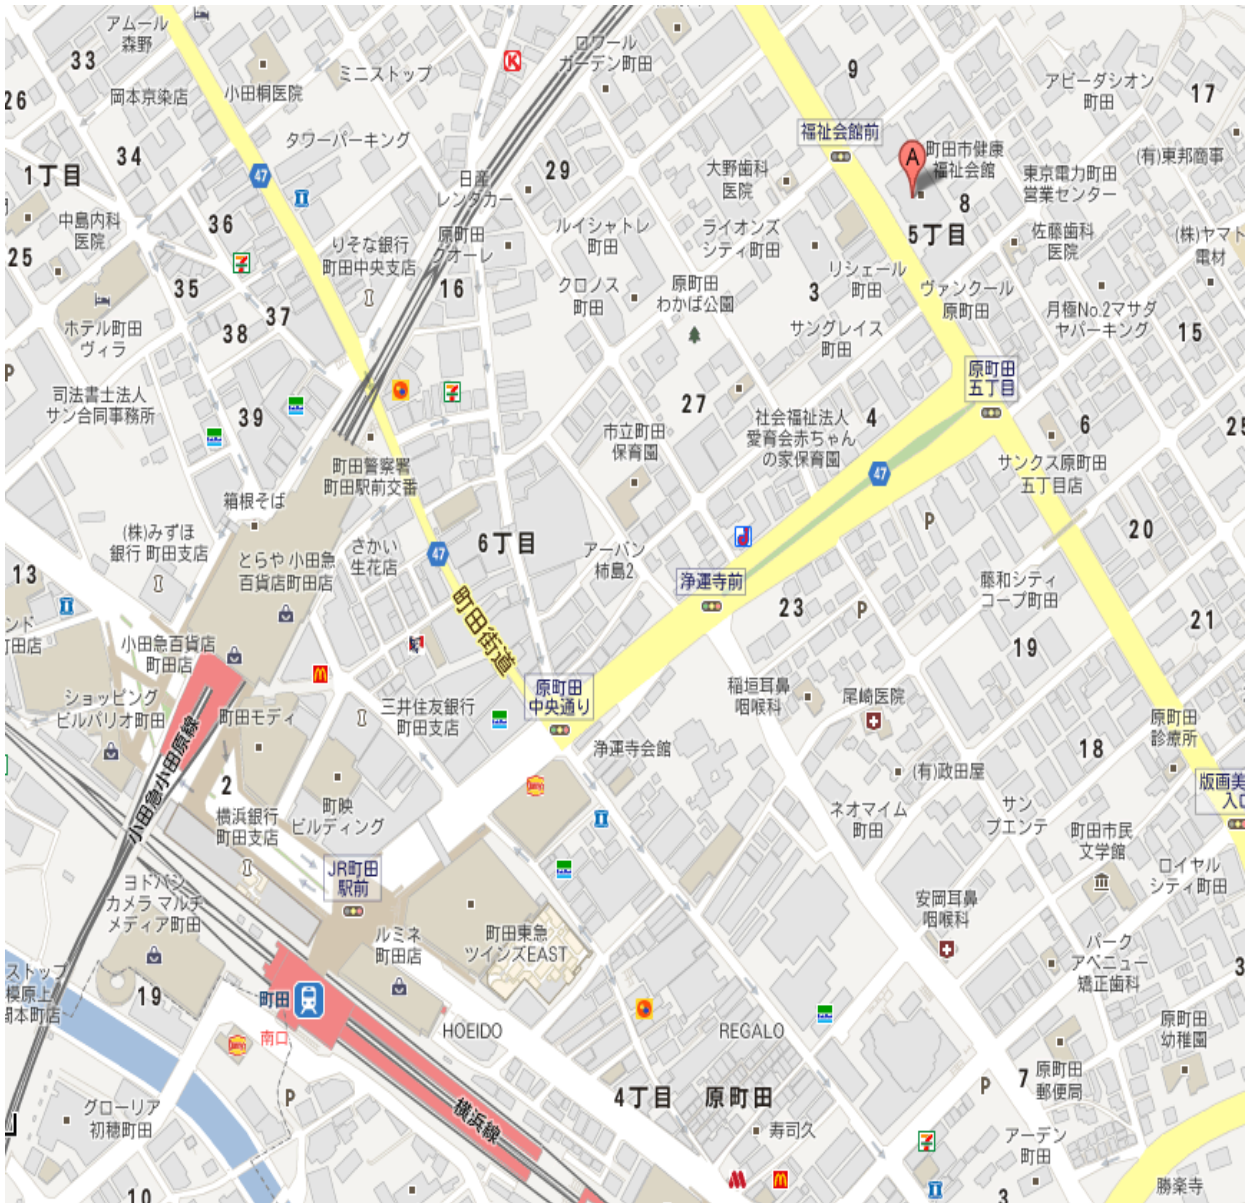 アムール
森野
33
26
岡本京染店
小田桐医院
ミニストップ
K
ロワール
ガーデン町田
9
アビーダシオン
町田
17
福祉会館前
34
タワーパーキング
1丁目
47
29
大野歯科
医院
A
町田市健康
福祉会館
8
東京電力町田
営業センター
(有)東邦商事
日産
レンタカー
中島内科
医院
36
25
りそな銀行
町田中央支店
原町田
クオーレ
ルイシャトレ
町田
ライオンズ
シティ町田
5丁目
佐藤歯科
医院
(株)ヤマト
電材
35
16
クロノス
町田
原町田
わかば公園
3
リシェール
町田
ヴァンクール
原町田
月極No.2マサダ
ヤパーキング
15
ホテル町田
ヴィラ
38
37
サングレイス
町田
P
司法書士法人
サン合同事務所
39
原町田
五丁目
27
社会福祉法人
愛育会赤ちゃん
の家保育園
4
6
25
市立町田
保育園
町田警察署
町田駅前交番
47
サンクス原町田
五丁目店
箱根そば
P
20
(株)みずほ
銀行 町田支店
とらや 小田急
百貨店町田店
さかい
生花店
47
6丁目
アーバン
柿島2
浄運寺前
13
藤和シティ
コープ町田
町田街道
23
P
21
ンド
町田店
小田急百貨店
町田店
19
ショッピング
ビルパリオ町田
町田モディ
三井住友銀行
町田支店
原町田
中央通り
稲垣耳鼻
咽喉科
尾崎医院
原町田
診療所
小田急小田原線
浄運寺会館
18
2
(有)政田屋
版画美
入口
横浜銀行
町田支店
町映
ビルディング
ネオマイム
町田
サン
プエンテ
町田市民
文学館
JR町田
駅前
ロイヤル
シティ町田
ヨドバシ
カメラ マルチ
メディア町田
安岡耳鼻
咽喉科
ルミネ
町田店
町田東急
ツインズEAST
パーク
アベニュー
矯正歯科
3
ストップ
模原上
岡本町店
19
町田
南口
HOEIDO
REGALO
原町田
幼稚園
P
7
原町田
郵便局
P
グローリア
初穂町田
横浜線
4丁目
原町田
寿司久
アーデン
町田
10
3
勝楽寺